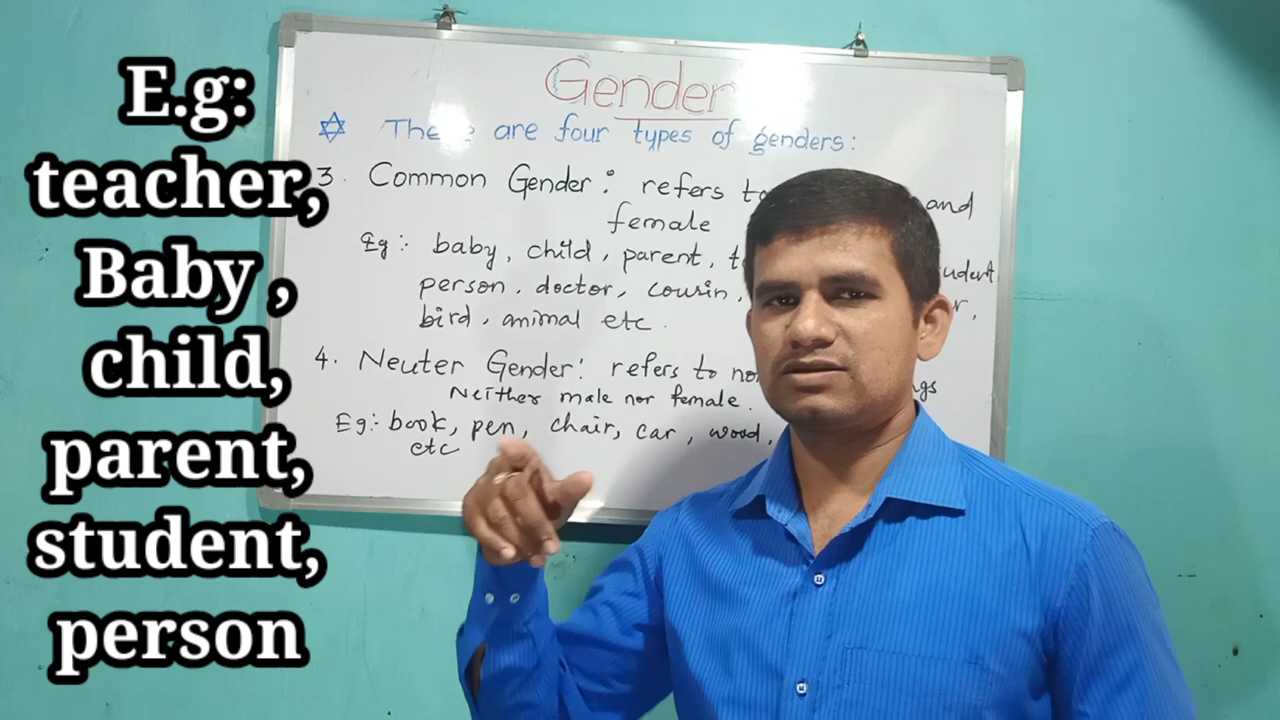 E.g:
teacher,
Baby ,
child,
parent,
student,
person
Gender
There are four types of genders:
3. Common Gender: refers to and
female
Eg:- baby, child, parent,
person, doctor, cousin,
bird, animal etc.
4. Neuter Gender: refers to
Neither male nor female.
Eg:- book, pen, chair, car, wood,
etc